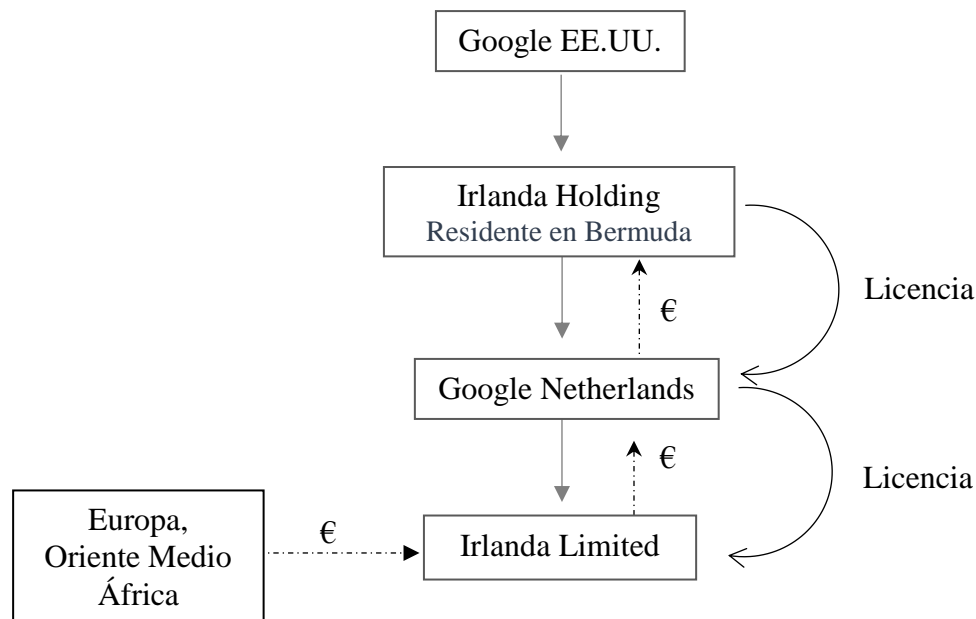 Google EE.UU.
Irlanda Holding
Residente en Bermuda
Licencia
€
Google Netherlands
€
Licencia
Europa,
Oriente Medio
África
€
Irlanda Limited